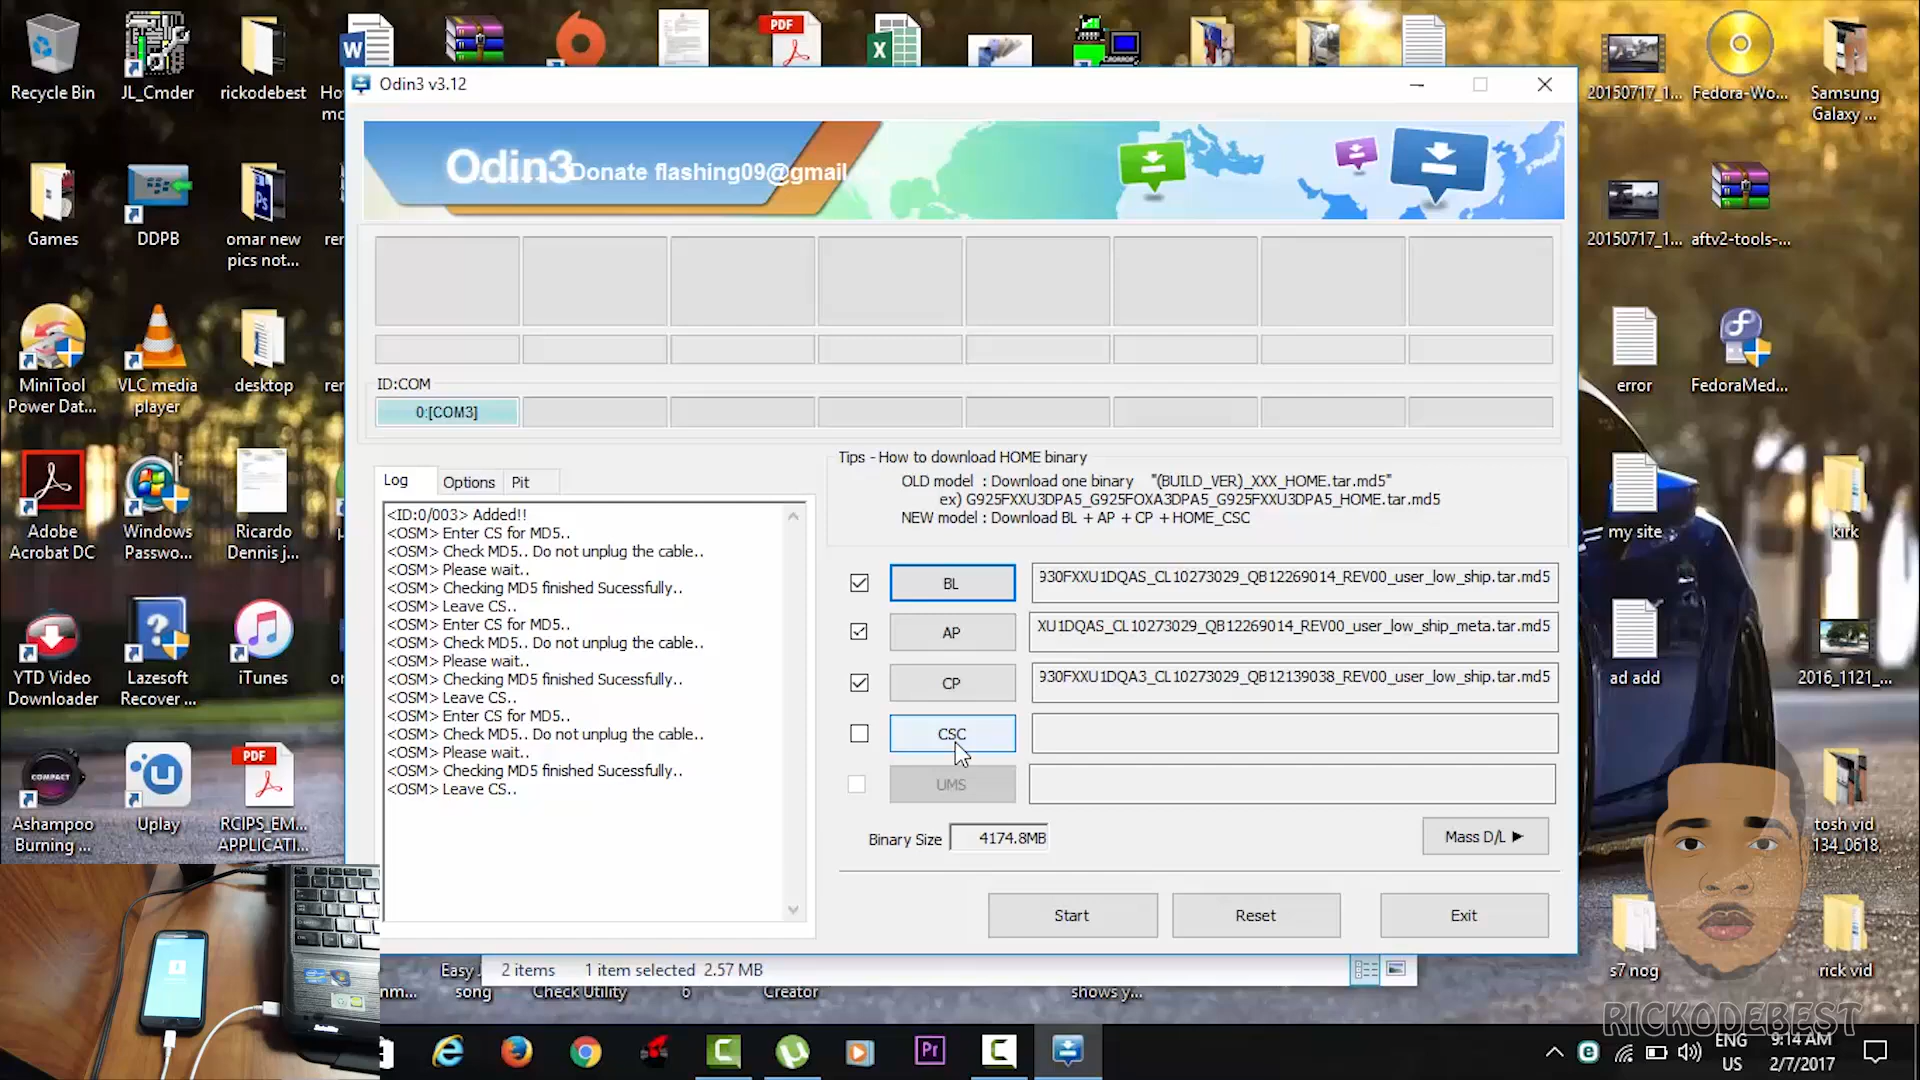 Recycle Bin
JL_Cmder
rickodebest
20150717_1...
Fedora-Wo...
Samsung
Galaxy ...
Odin3 v3.12
Odin3
Donate flashing09@gmail
Games
DDPB
omar new
pics not...
20150717_1...
aftv2-tools-...
ID:COM
0:[COM3]
MiniTool
Power Dat...
VLC media
player
desktop
error
FedoraMed...
Log
Options
Pit
<ID:0/003> Added!!
<OSM> Enter CS for MD5..
<OSM> Check MD5.. Do not unplug the cable..
<OSM> Please wait..
<OSM> Checking MD5 finished Sucessfully..
<OSM> Leave CS..
<OSM> Enter CS for MD5..
<OSM> Check MD5.. Do not unplug the cable..
<OSM> Please wait..
<OSM> Checking MD5 finished Sucessfully..
<OSM> Leave CS..
<OSM> Enter CS for MD5..
<OSM> Check MD5.. Do not unplug the cable..
<OSM> Please wait..
<OSM> Checking MD5 finished Sucessfully..
<OSM> Leave CS..
Tips - How to download HOME binary
OLD model : Download one binary "(BUILD_VER)_XXX_HOME.tar.md5"
ex) G925FXXU3DPA5_G925FOXA3DPA5_G925FXXU3DPA5_HOME.tar.md5
NEW model : Download BL + AP + CP + HOME_CSC
BL
930FXXU1DQAS_CL10273029_QB12269014_REV00_user_low_ship.tar.md5
AP
XU1DQAS_CL10273029_QB12269014_REV00_user_low_ship_meta.tar.md5
CP
930FXXU1DQA3_CL10273029_QB12139038_REV00_user_low_ship.tar.md5
CSC
UMS
Binary Size
4174.8MB
Mass D/L
Start
Reset
Exit
Adobe
Acrobat DC
Windows
Passwo...
Ricardo
Dennis j...
my site
kirk
YTD Video
Downloader
Lazesoft
Recover ...
iTunes
ad add
2016_1121_...
PDF
COMPACT
Ashampoo
Burning ...
Uplay
RCIPS_EM...
APPLICATI...
tosh vid
134_0618,
s7 nog
rick vid
Easy
song
2 items
1 item selected 2.57 MB
Check Utility
Creator
shows y...
RICKODEBEST
Pr
ENG
US
9:14 AM
2/7/2017